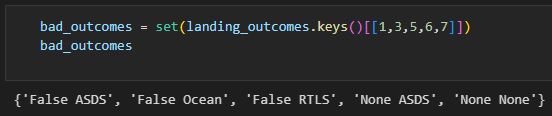 bad_outcomes = set(landing_outcomes.keys()[[1,3,5,6,7]])
bad_outcomes
{'False ASDS', 'False Ocean', 'False RTLS', 'None ASDS', 'None None'}